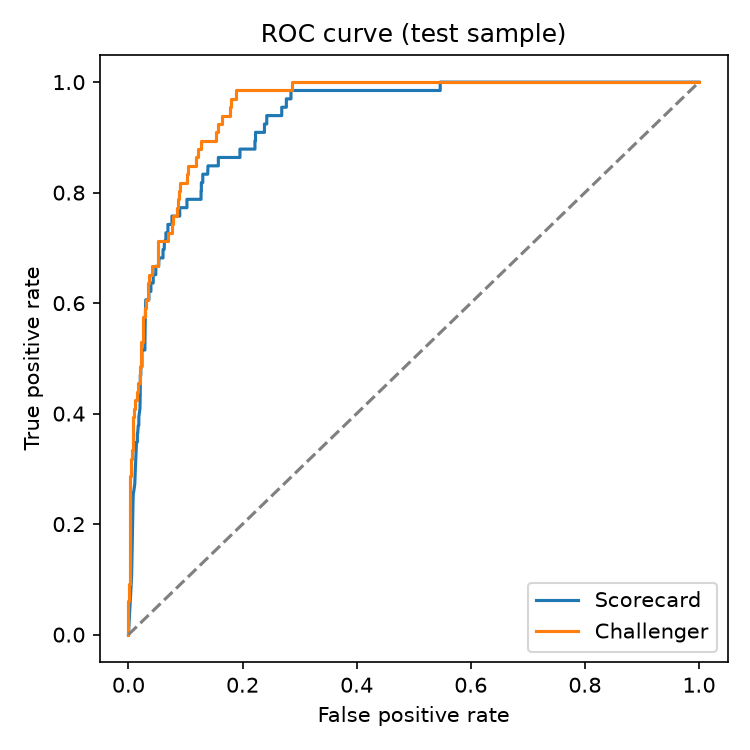 ROC curve (test sample)
1.0
0.8
0.6
0.4
0.2
0.0
True positive rate
0.0 0.2 0.4 0.6 0.8 1.0
False positive rate
Scorecard
Challenger